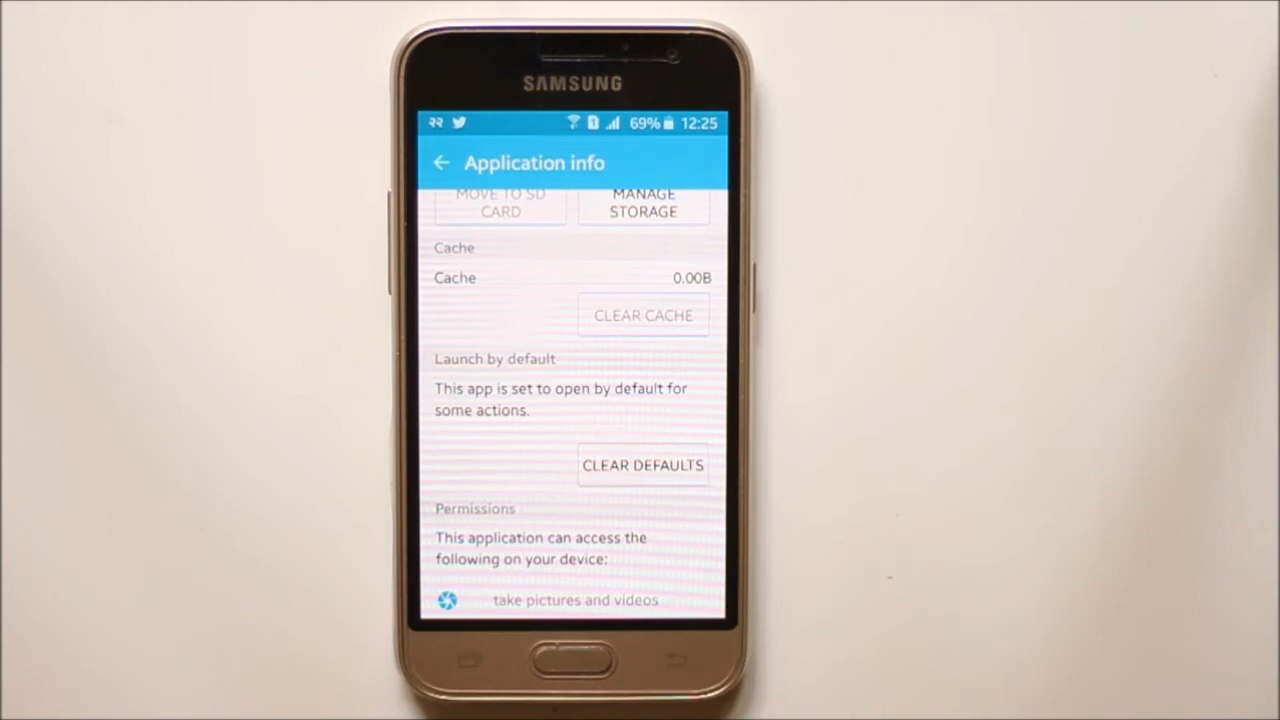 SAMSUNG
२२ 69% 12:25
Application info
MOVE TO SD MANAGE
CARD STORAGE
Cache
Cache 0.00B
CLEAR CACHE
Launch by default
This app is set to open by default for
some actions.
CLEAR DEFAULTS
Permissions
This application can access the
following on your device:
take pictures and videos